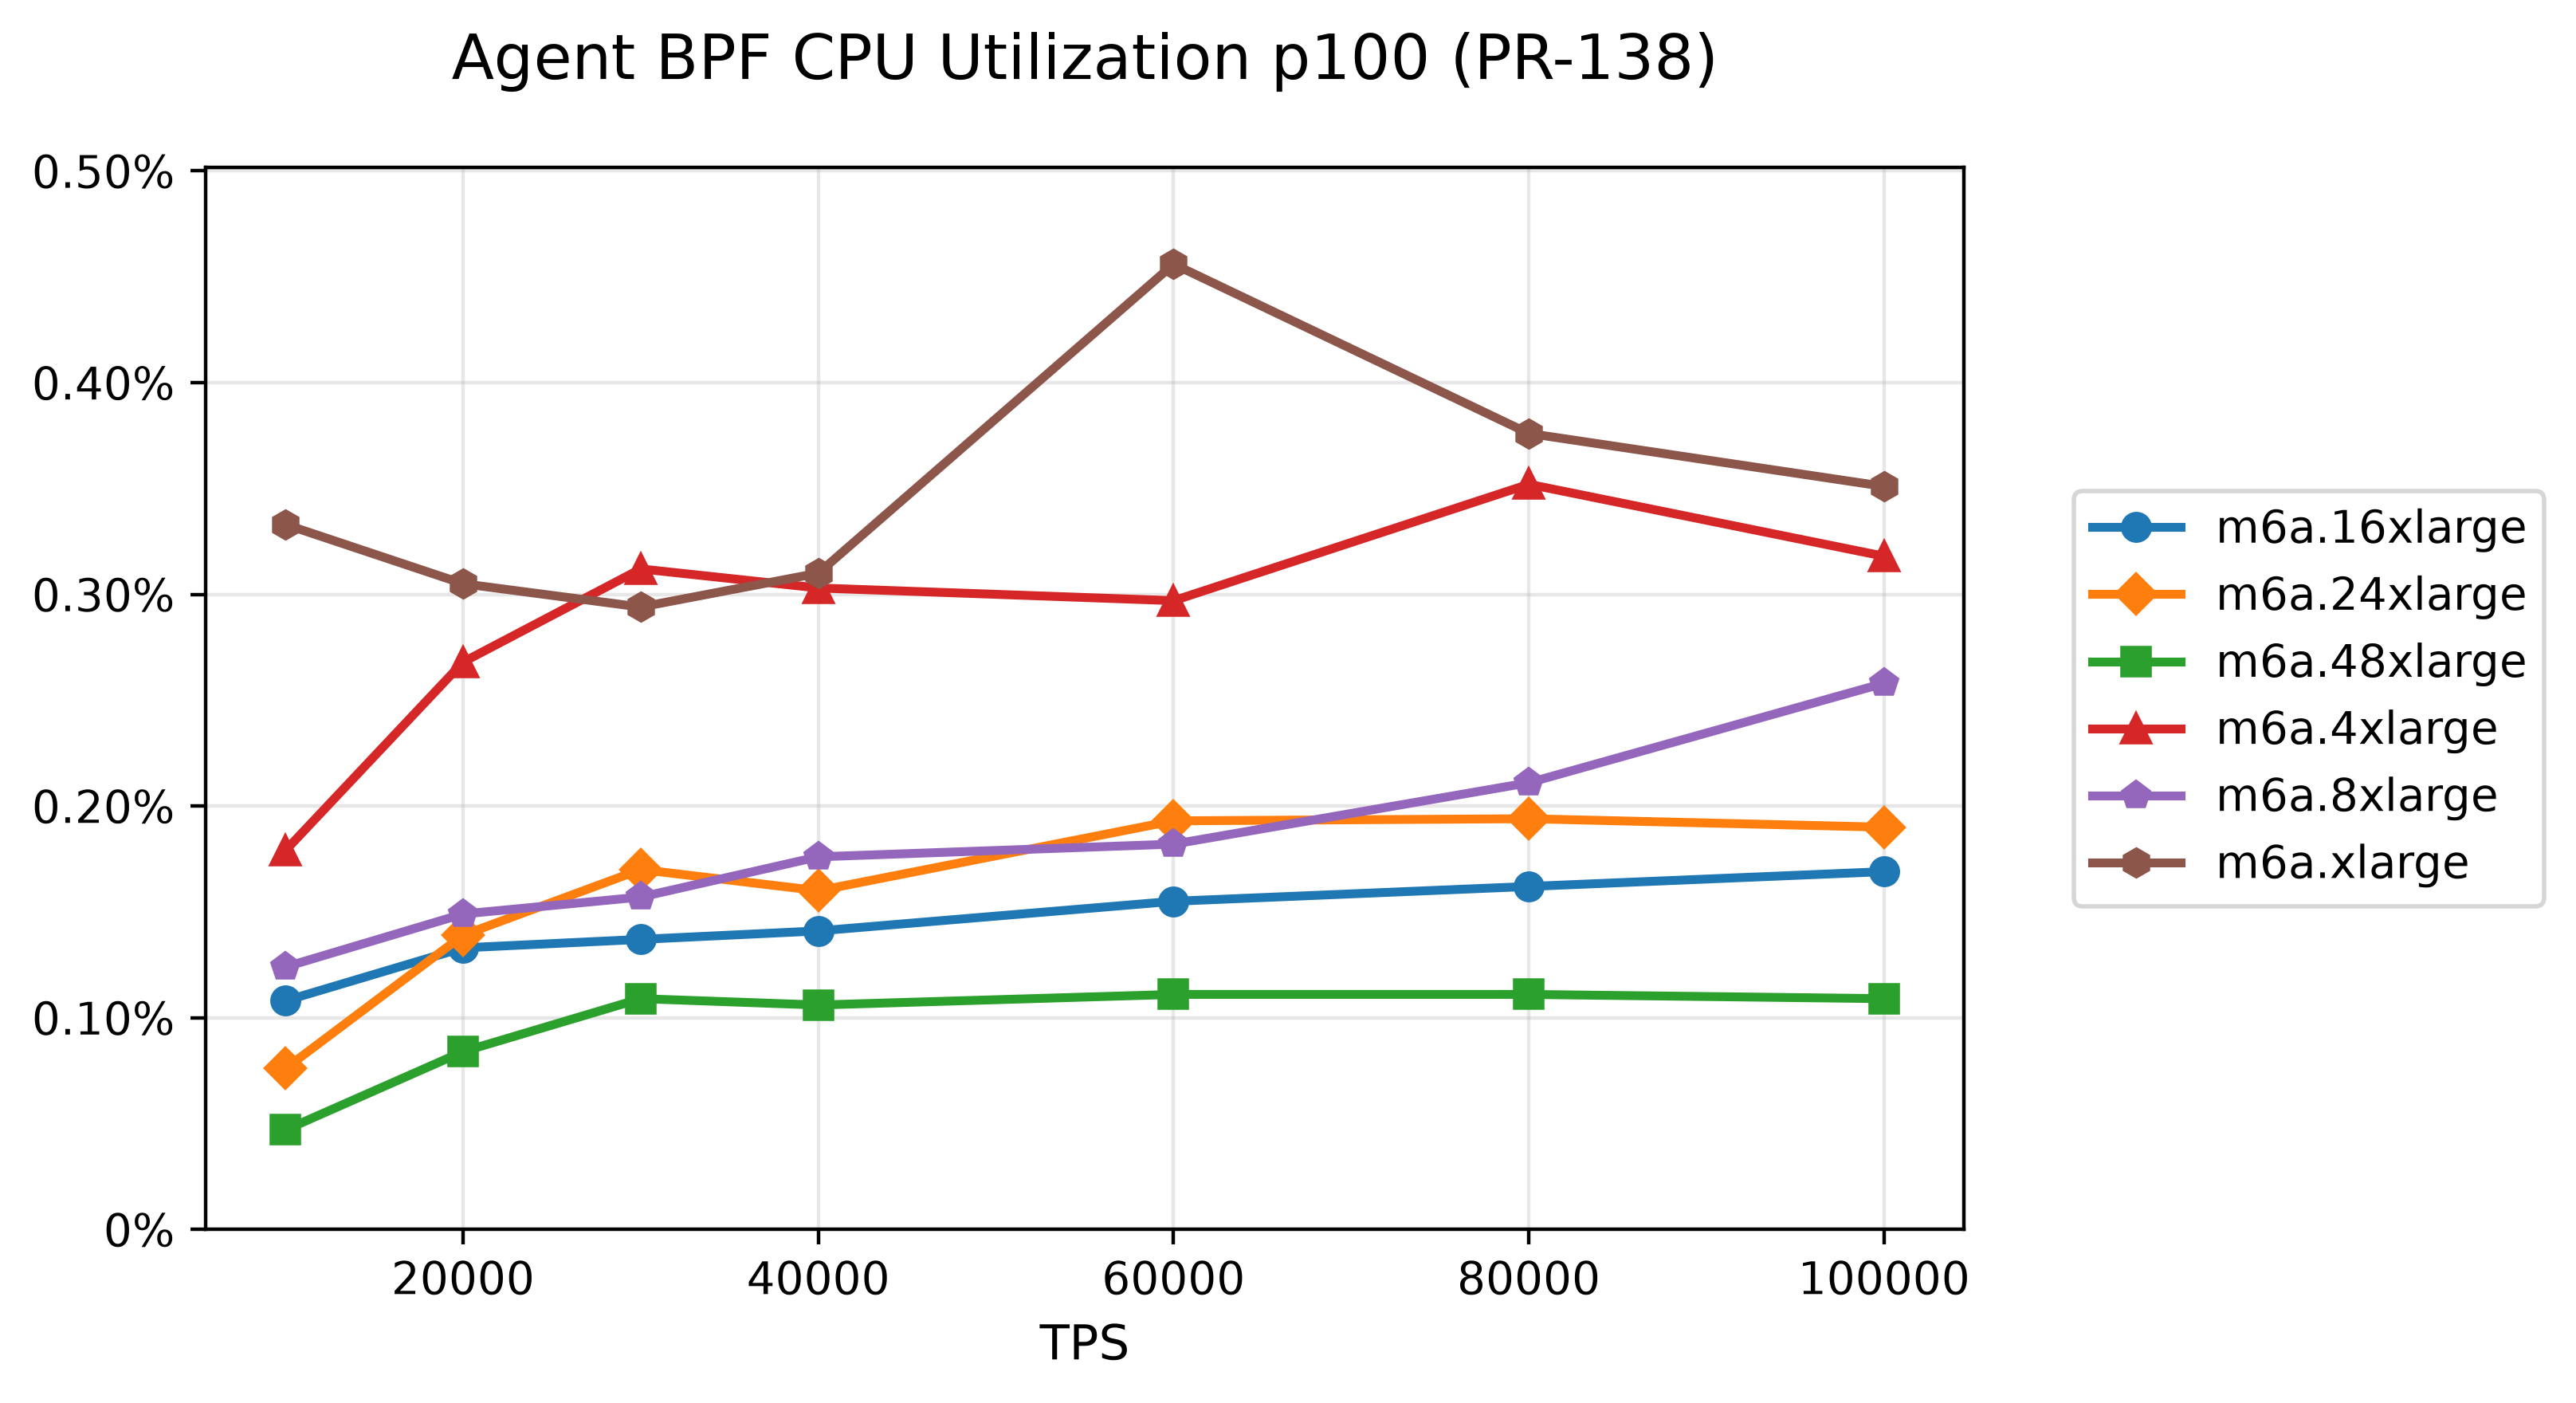 Agent BPF CPU Utilization p100 (PR-138)
0.50%
0.40%
0.30%
0.20%
0.10%
0%
20000 40000 60000 80000 100000
TPS
m6a.16xlarge
m6a.24xlarge
m6a.48xlarge
m6a.4xlarge
m6a.8xlarge
m6a.xlarge